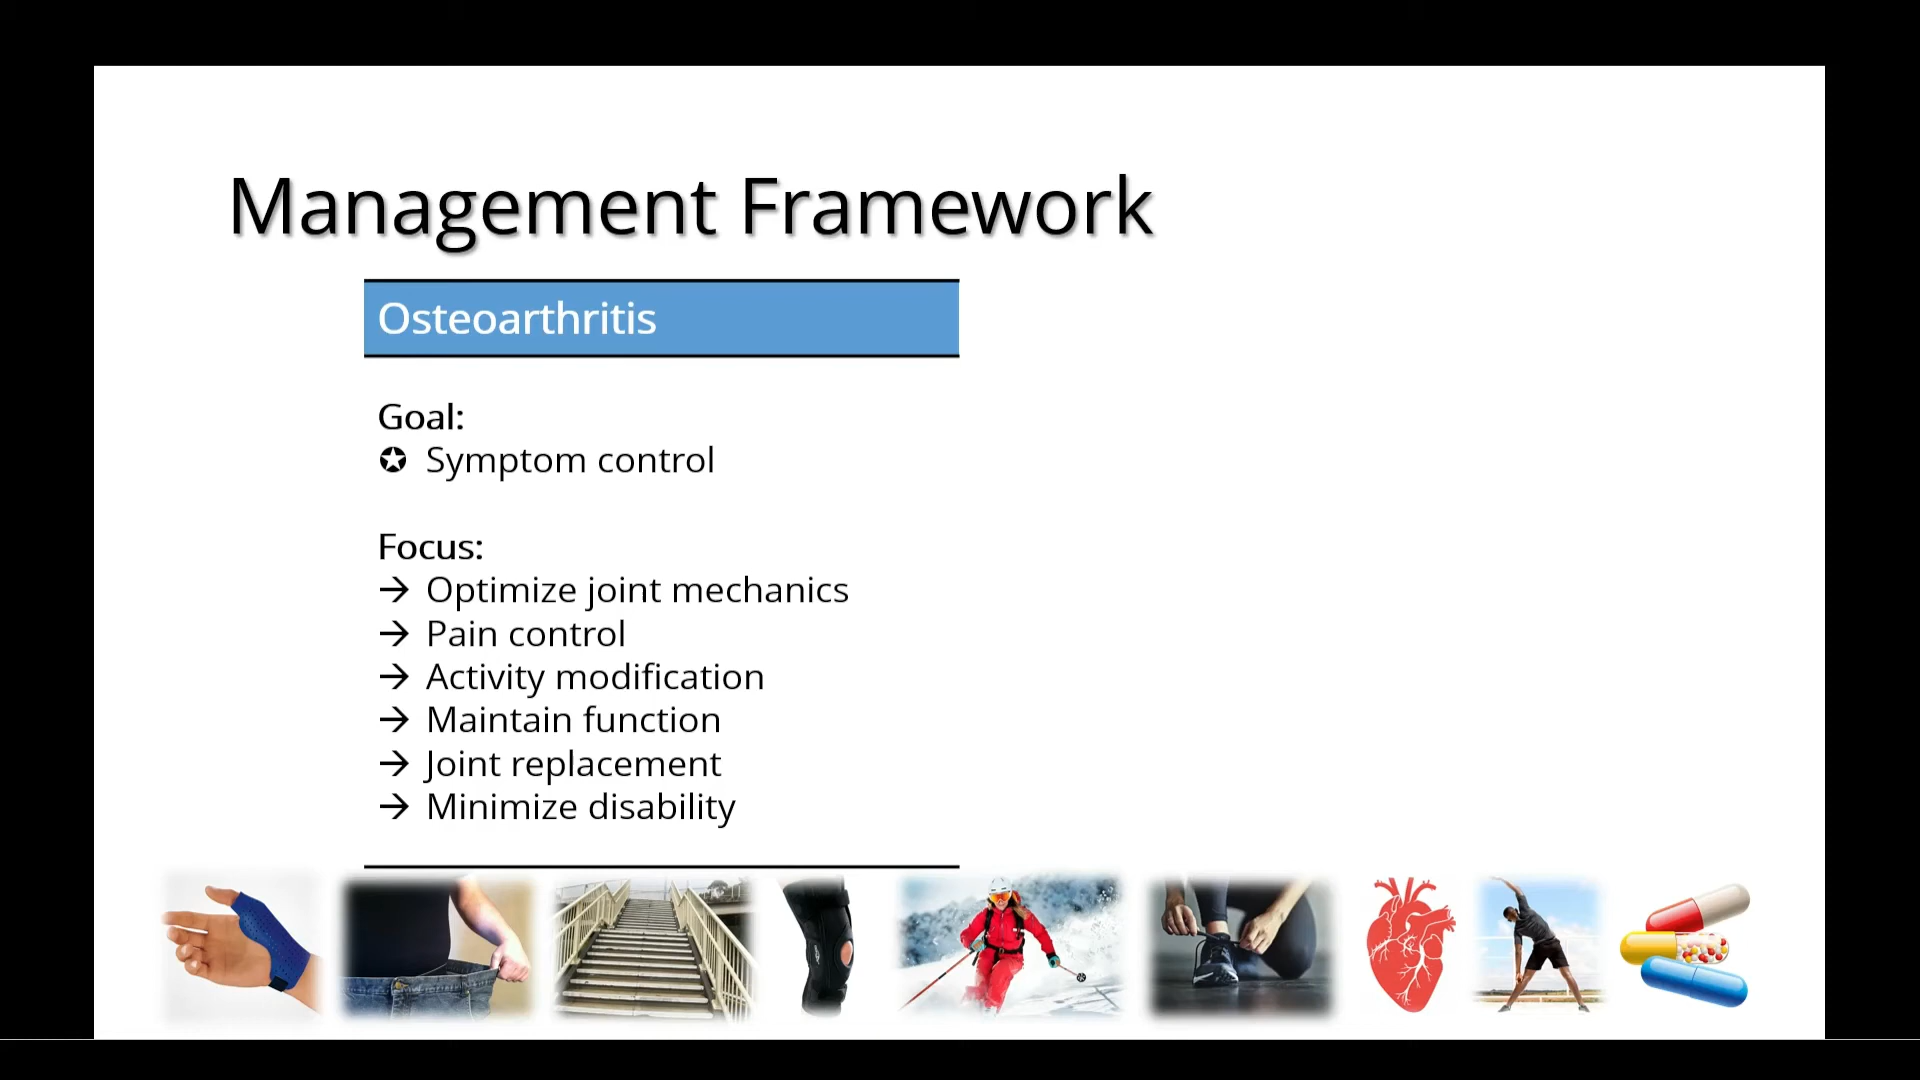 Management Framework
Osteoarthritis
Goal:
✪ Symptom control
Focus:
→ Optimize joint mechanics
→ Pain control
→ Activity modification
→ Maintain function
→ Joint replacement
→ Minimize disability